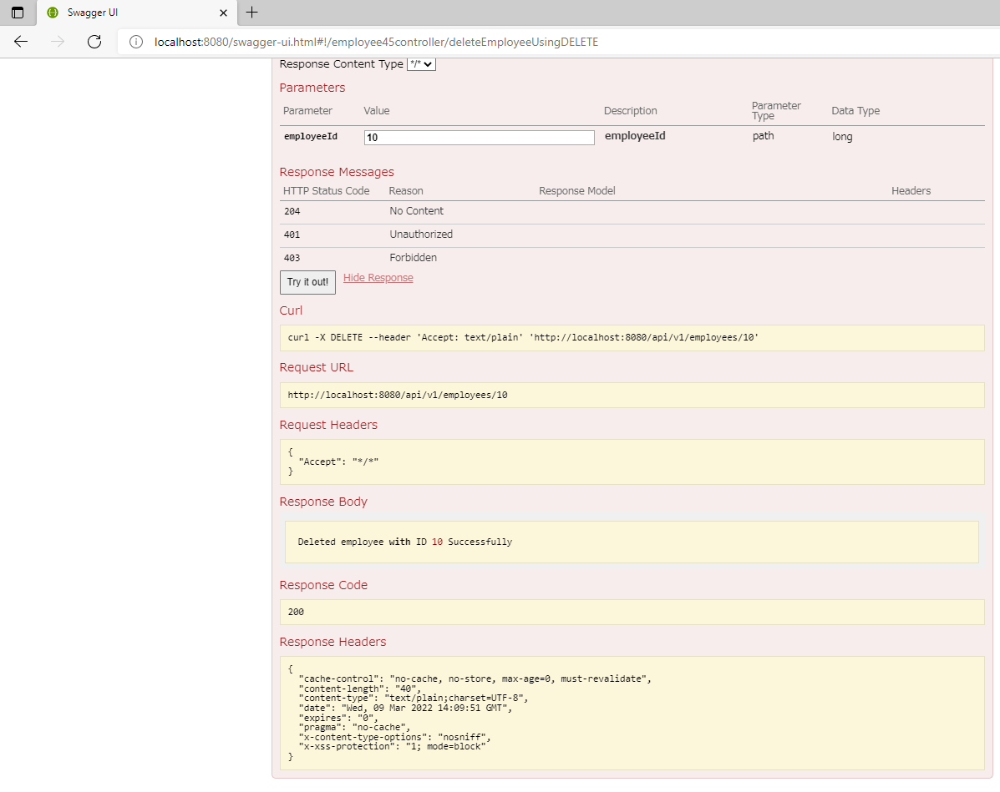 Swagger UI
localhost:8080/swagger-ui.html#!/employee45controller/deleteEmployeeUsingDELETE
Response Content Type */*
Parameters
Parameter Value Description Parameter Type Data Type
employeeId 10 employeeId path long
Response Messages
HTTP Status Code Reason Response Model Headers
204 No Content
401 Unauthorized
403 Forbidden
Try it out! Hide Response
Curl
curl -X DELETE --header 'Accept: text/plain' 'http://localhost:8080/api/v1/employees/10'
Request URL
http://localhost:8080/api/v1/employees/10
Request Headers
{
"Accept": "*/*"
}
Response Body
Deleted employee with ID 10 Successfully
Response Code
200
Response Headers
{
"cache-control": "no-cache, no-store, max-age=0, must-revalidate",
"content-length": "40",
"content-type": "text/plain;charset=UTF-8",
"date": "Wed, 09 Mar 2022 14:09:51 GMT",
"expires": "0",
"pragma": "no-cache",
"x-content-type-options": "nosniff",
"x-xss-protection": "1; mode=block"
}